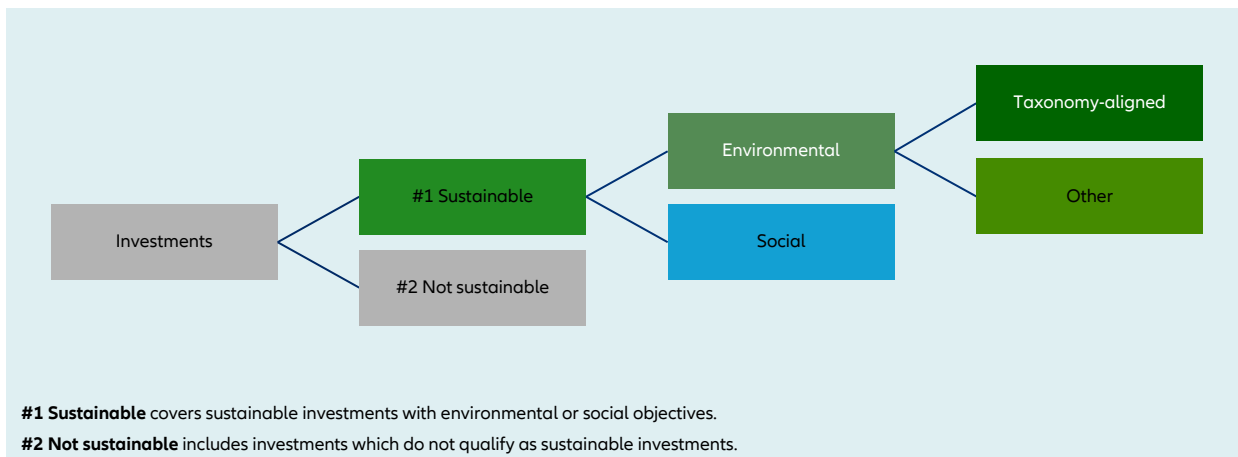 Taxonomy-aligned
Environmental
#1 Sustainable
Other
Investments
Social
#2 Not sustainable
#1 Sustainable covers sustainable investments with environmental or social objectives.
#2 Not sustainable includes investments which do not qualify as sustainable investments.